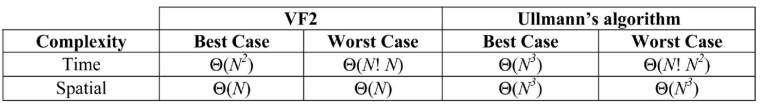 VF2 Ullmann's algorithm
Complexity Best Case Worst Case Best Case Worst Case
Time Θ(N²) Θ(N! N) Θ(N³) Θ(N! N²)
Spatial Θ(N) Θ(N) Θ(N³) Θ(N³)